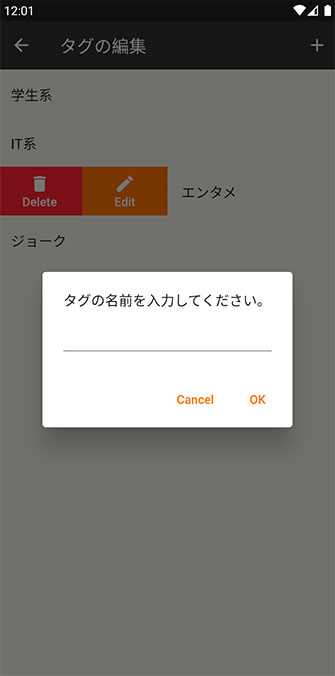 12:01
タグの編集
学生系
IT系
Delete
Edit
エンタメ
ジョーク
タグの名前を入力してください。
Cancel
OK